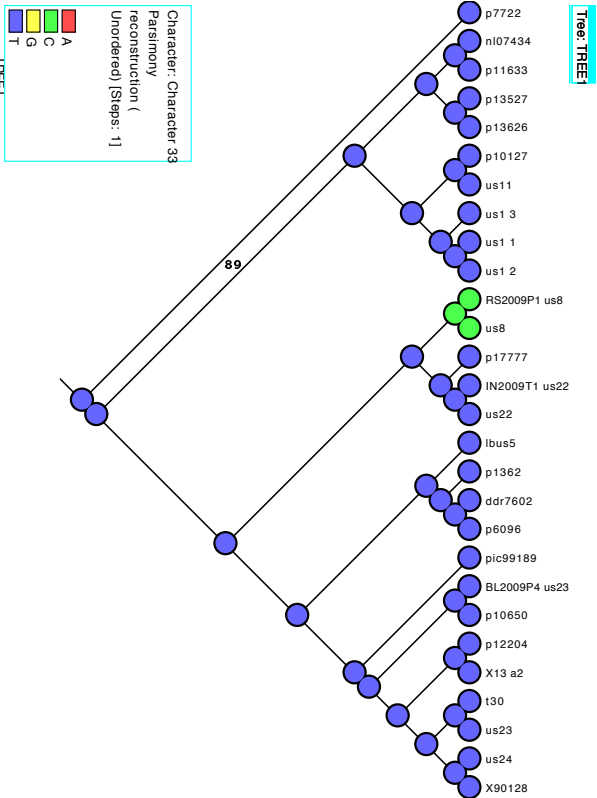 Tree: TREE1
Character: Character 33
Parsimony
reconstruction (
Unordered) [Steps: 1]
A
C
G
T
TREE1
89
p7722
nl07434
p11633
p13527
p13626
p10127
us11
us1 3
us1 1
us1 2
RS2009P1 us8
us8
p17777
IN2009T1 us22
us22
lbus5
p1362
ddr7602
p6096
pic99189
BL2009P4 us23
p10650
p12204
X13 a2
t30
us23
us24
X90128